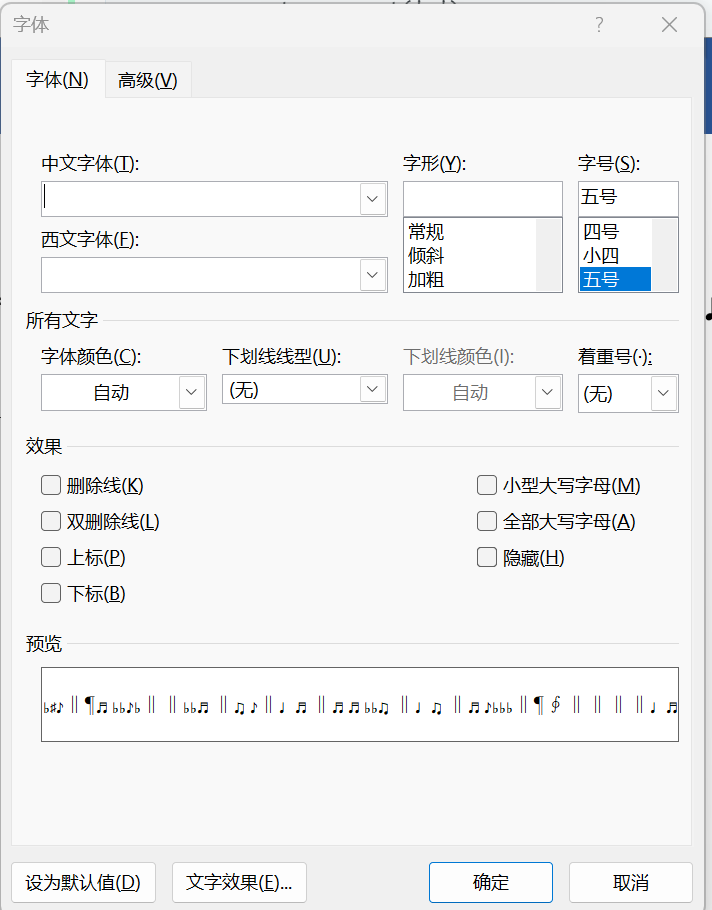 字体
字体(N) 高级(V)
中文字体(T): 字形(Y): 字号(S):
五号
常规 四号
西文字体(F): 倾斜 小四
加粗 五号
所有文字
字体颜色(C): 下划线线型(U): 下划线颜色(I): 着重号(·):
自动 (无) 自动 (无)
效果
删除线(K) 小型大写字母(M)
双删除线(L) 全部大写字母(A)
上标(P) 隐藏(H)
下标(B)
预览
设为默认值(D) 文字效果(E)... 确定 取消